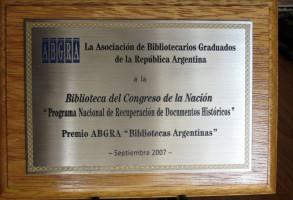 ABGRA La Asociación de Bibliotecarios Graduados
de la República Argentina
a la
Biblioteca del Congreso de la Nación
"Programa Nacional de Recuperación de Documentos Históricos"
Premio ABGRA "Bibliotecas Argentinas"
– Septiembre 2007 –